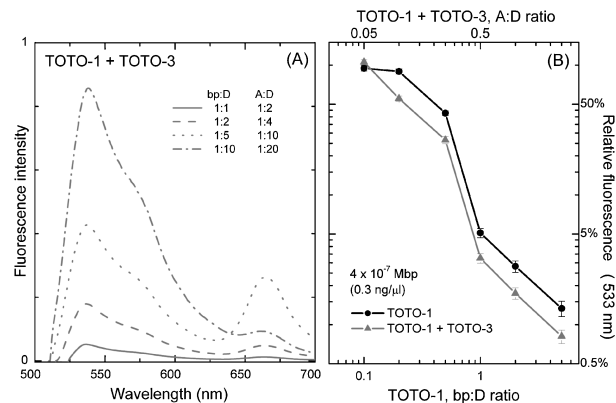 TOTO-1 + TOTO-3, A:D ratio
0.05 0.5
1
TOTO-1 + TOTO-3 (A)
bp:D A:D
1:1 1:2
1:2 1:4
1:5 1:10
1:10 1:20
Fluorescence intensity
0
500 550 600 650 700
Wavelength (nm)
(B)
50%
5%
0.5%
Relative fluorescence (533 nm)
4 x 10⁻⁷ Mbp
(0.3 ng/µl)
TOTO-1
TOTO-1 + TOTO-3
0.1 1
TOTO-1, bp:D ratio